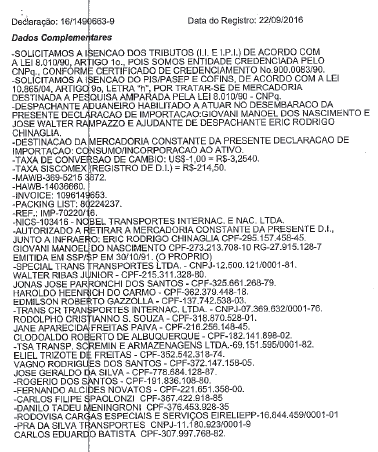 Declaração: 16/1490663-9 Data do Registro: 22/09/2016
Dados Complementares
-SOLICITAMOS A ISENCAO DOS TRIBUTOS (I.I. E I.P.I.) DE ACORDO COM
A LEI 8.010/90, ARTIGO 1o., POIS SOMOS ENTIDADE CREDENCIADA PELO
CNPq., CONFORME CERTIFICADO DE CREDENCIAMENTO No.900.0083/90.
-SOLICITAMOS A ISENCAO DO PIS/PASEP E COFINS, DE ACORDO COM A LEI
10.865/04, ARTIGO 9o, LETRA "h", POR TRATAR-SE DE MERCADORIA
DESTINADA A PESQUISA AMPARADA PELA LEI 8.010/90 - CNPq.
-DESPACHANTE ADUANEIRO HABILITADO A ATUAR NO DESEMBARACO DA
PRESENTE DECLARACAO DE IMPORTACAO:GIOVANI MANOEL DOS NASCIMENTO E
JOSE WALTER RAMPAZZO E AJUDANTE DE DESPACHANTE ERIC RODRIGO
CHINAGLIA.
-DESTINACAO DA MERCADORIA CONSTANTE DA PRESENTE DECLARACAO DE
IMPORTACAO: CONSUMO/INCORPORACAO AO ATIVO.
-TAXA DE CONVERSAO DE CAMBIO: US$-1,00 = R$-3,2540.
-TAXA SISCOMEX (REGISTRO DE D.I.) = R$-214,50.
-MAWB-369-5215 3872.
-HAWB-14036660.
-INVOICE: 1096149653.
-PACKING LIST: 80224237.
-REF.: IMP-70220/16.
-NICS-103416 - NOBEL TRANSPORTES INTERNAC. E NAC. LTDA.
-AUTORIZADO A RETIRAR A MERCADORIA CONSTANTE DA PRESENTE D.I.,
JUNTO A INFRAERO: ERIC RODRIGO CHINAGLIA CPF-295.157.458-45.
GIOVANI MANOEL DO NASCIMENTO CPF-273.213.708-10 RG-27.915.128-7
EMITIDA EM SSP/SP EM 30/10/91. (O PROPRIO)
-SPECIAL TRANS TRANSPORTES LTDA. - CNPJ-12.500.121/0001-81.
WALTER RIBAS JUNIOR - CPF-215.311.328-80.
JONAS JOSE PARRONCHI DOS SANTOS - CPF-325.661.268-79.
HAROLDO HEENRICH DO CARMO - CPF-362.379.448-18.
EDMILSON ROBERTO GAZZOLLA - CPF-137.742.538-03.
-TRANS CR TRANSPORTES INTERNAC. LTDA. - CNPJ-07.369.632/0001-76.
RODOLPHO CRISTIANNO S. SOUZA - CPF-318.870.528-01.
JANE APARECIDA FREITAS PAIVA - CPF-216.256.148-45.
CLODOALDO ROBERTO DE ALBUQUERQUE - CPF-182.141.898-02.
-TSA TRANSP. SCREMIN E ARMAZENAGENS LTDA.-69.151.595/0001-82.
ELIEL TRIZOTE DE FREITAS - CPF-352.542.318-74.
VAGNO RODRIGUES DOS SANTOS - CPF-372.147.158-05.
JOSE GERALDO DA SILVA - CPF-778.684.128-87.
-ROGERIO DOS SANTOS - CPF-191.836.108-80.
-FERNANDO ALCIDES NOVATOS - CPF-221.651.358-00.
-CARLOS FILIPE SPAOLONZI CPF-367.422.918-85
-DANILO TADEU MENINGRONI CPF-376.453.928-35
-RODOVISA CARGAS ESPECIAIS E SERVIÇOS EIRELIEPP-16.844.459/0001-01
-PRA DA SILVA TRANSPORTES CNPJ-11.180.923/0001-9
CARLOS EDUARDO BATISTA CPF-307.997.768-82.